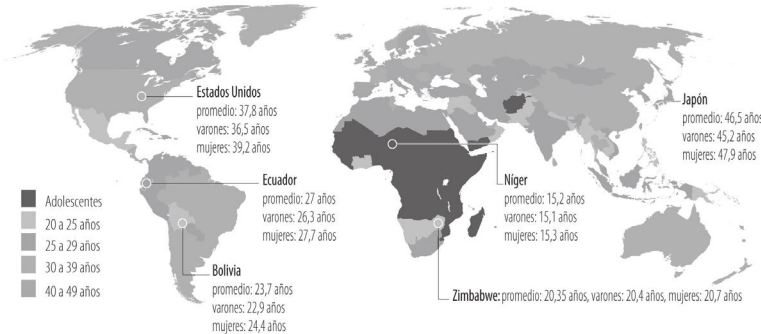 Estados Unidos
promedio: 37,8 años
varones: 36,5 años
mujeres: 39,2 años
Japón
promedio: 46,5 años
varones: 45,2 años
mujeres: 47,9 años
Ecuador
promedio: 27 años
varones: 26,3 años
mujeres: 27,7 años
Níger
promedio: 15,2 años
varones: 15,1 años
mujeres: 15,3 años
Adolescentes
20 a 25 años
25 a 29 años
30 a 39 años
40 a 49 años
Bolivia
promedio: 23,7 años
varones: 22,9 años
mujeres: 24,4 años
Zimbabwe: promedio: 20,35 años, varones: 20,4 años, mujeres: 20,7 años